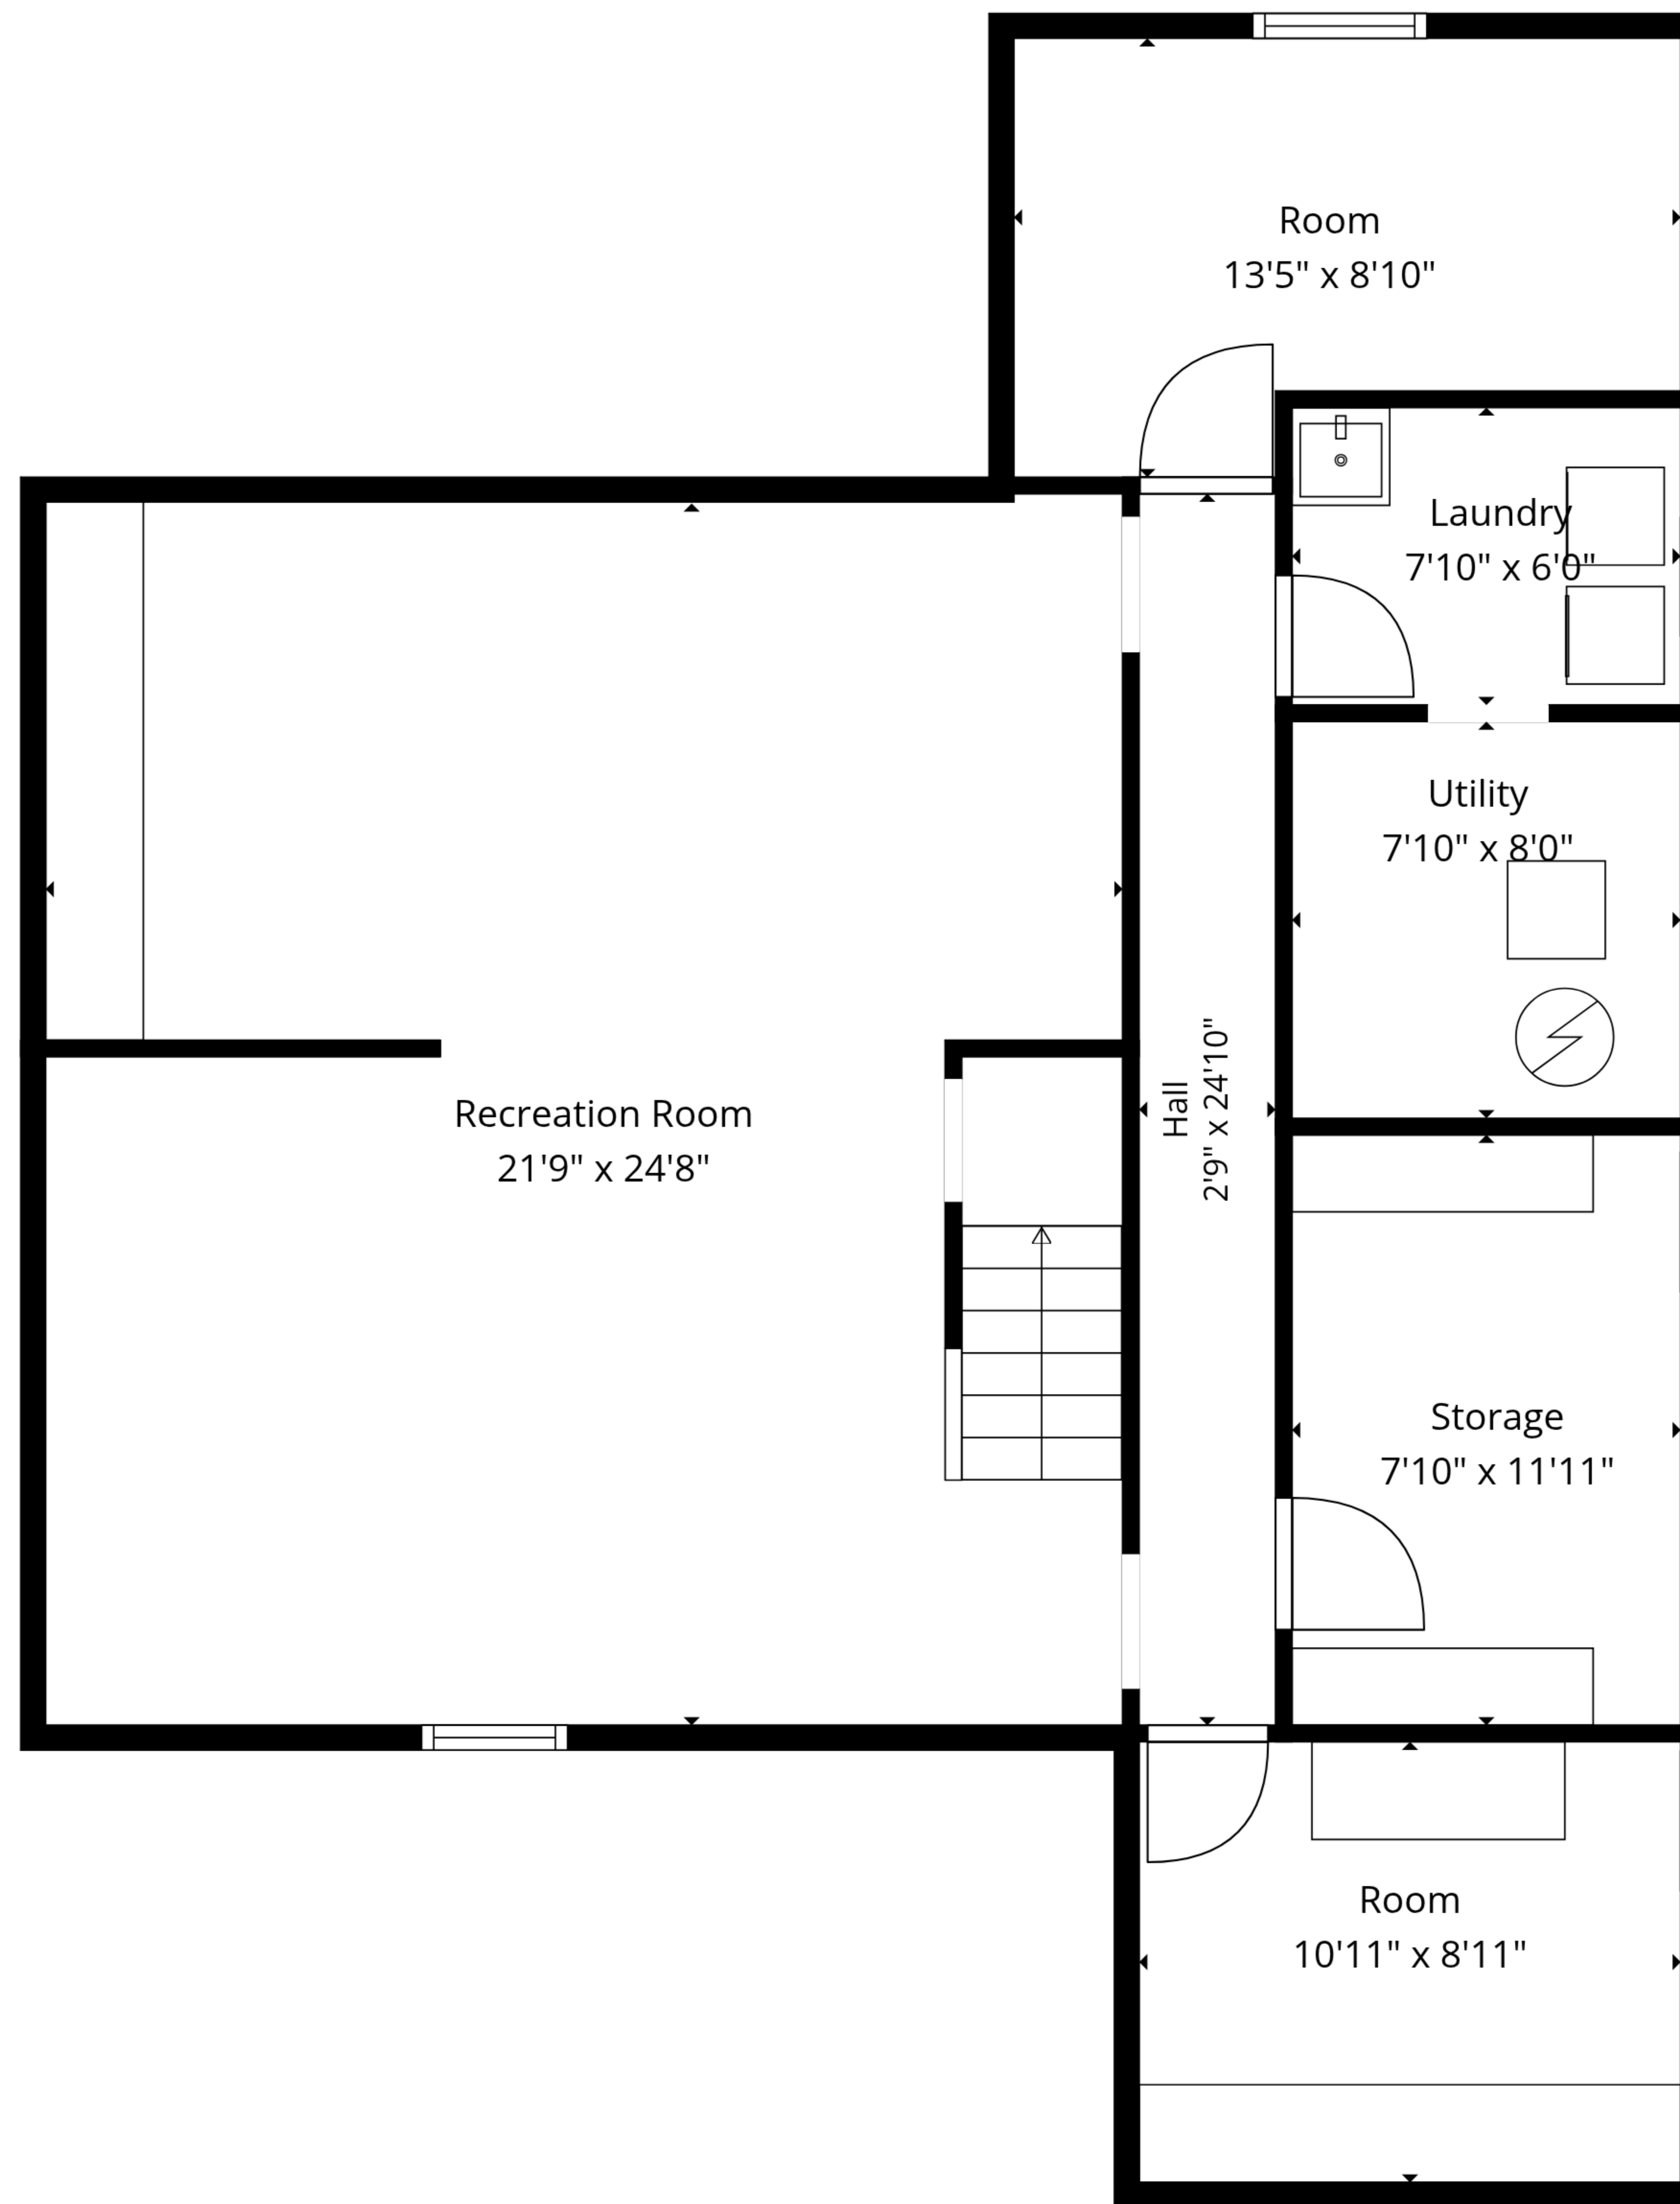 Room
13'5" x 8'10"
Laundry
7'10" x 6'0"
Utility
7'10" x 8'0"
Recreation Room
21'9" x 24'8"
Hall
2'9" x 24'10"
Storage
7'10" x 11'11"
Room
10'11" x 8'11"